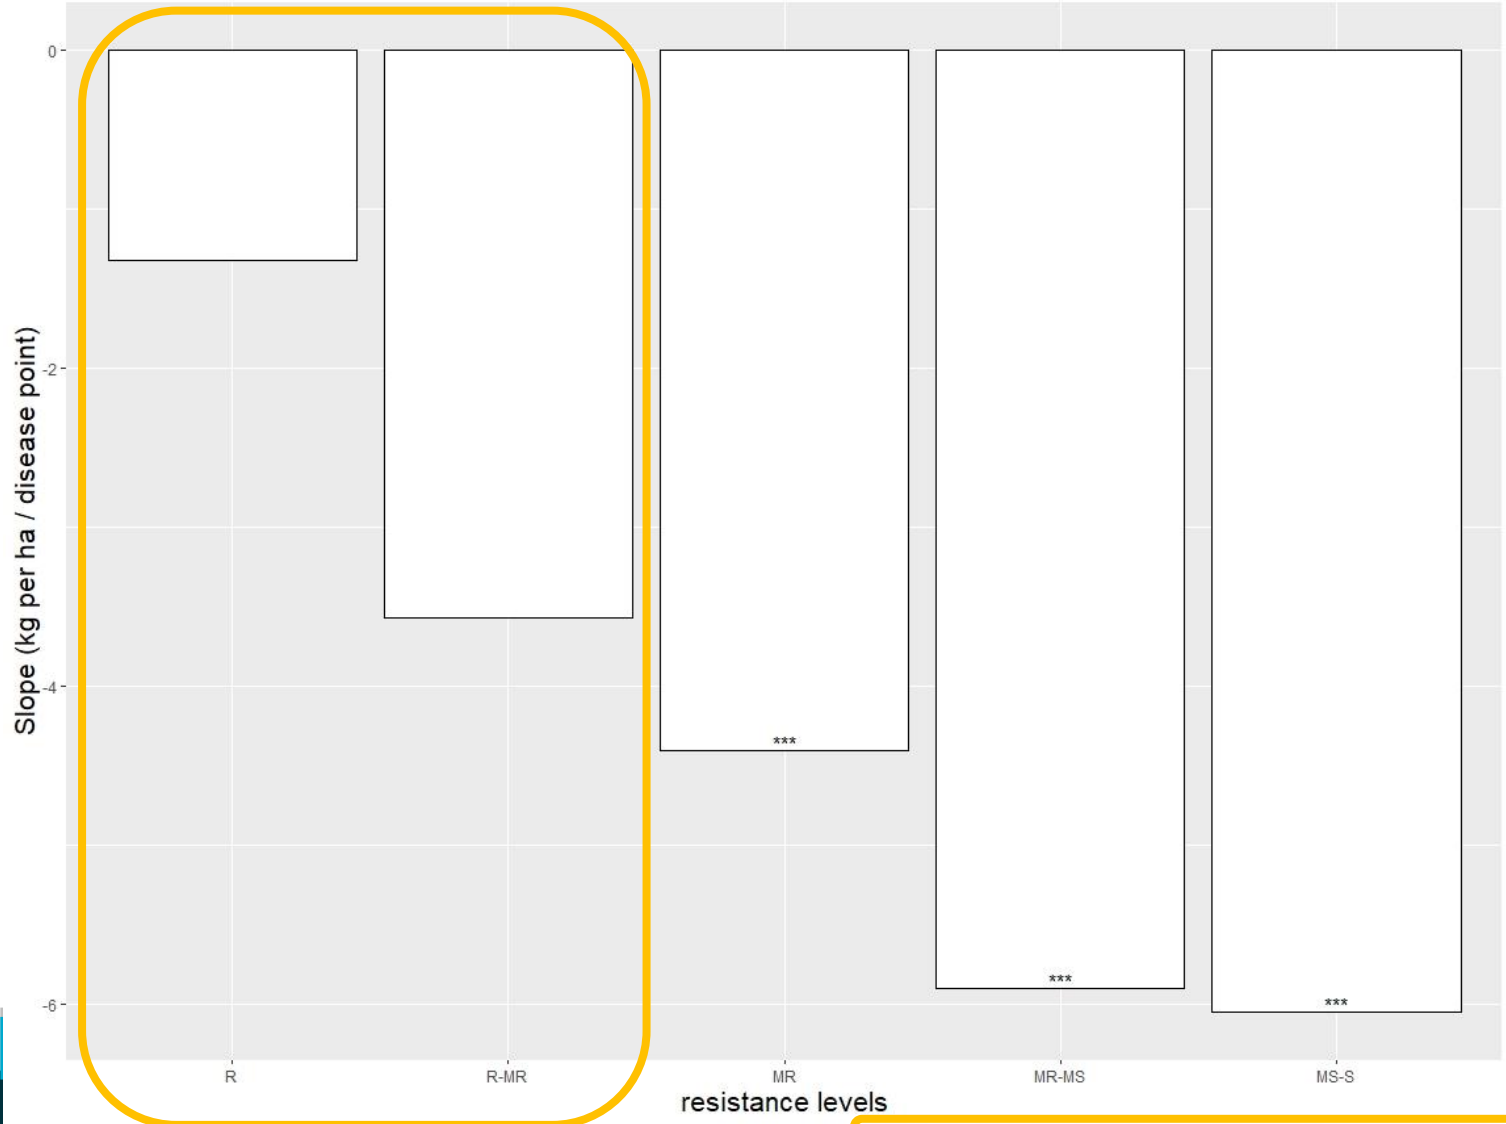 0
-2
-4
-6
Slope (kg per ha / disease point)
***
***
***
R R-MR MR MR-MS MS-S
resistance levels